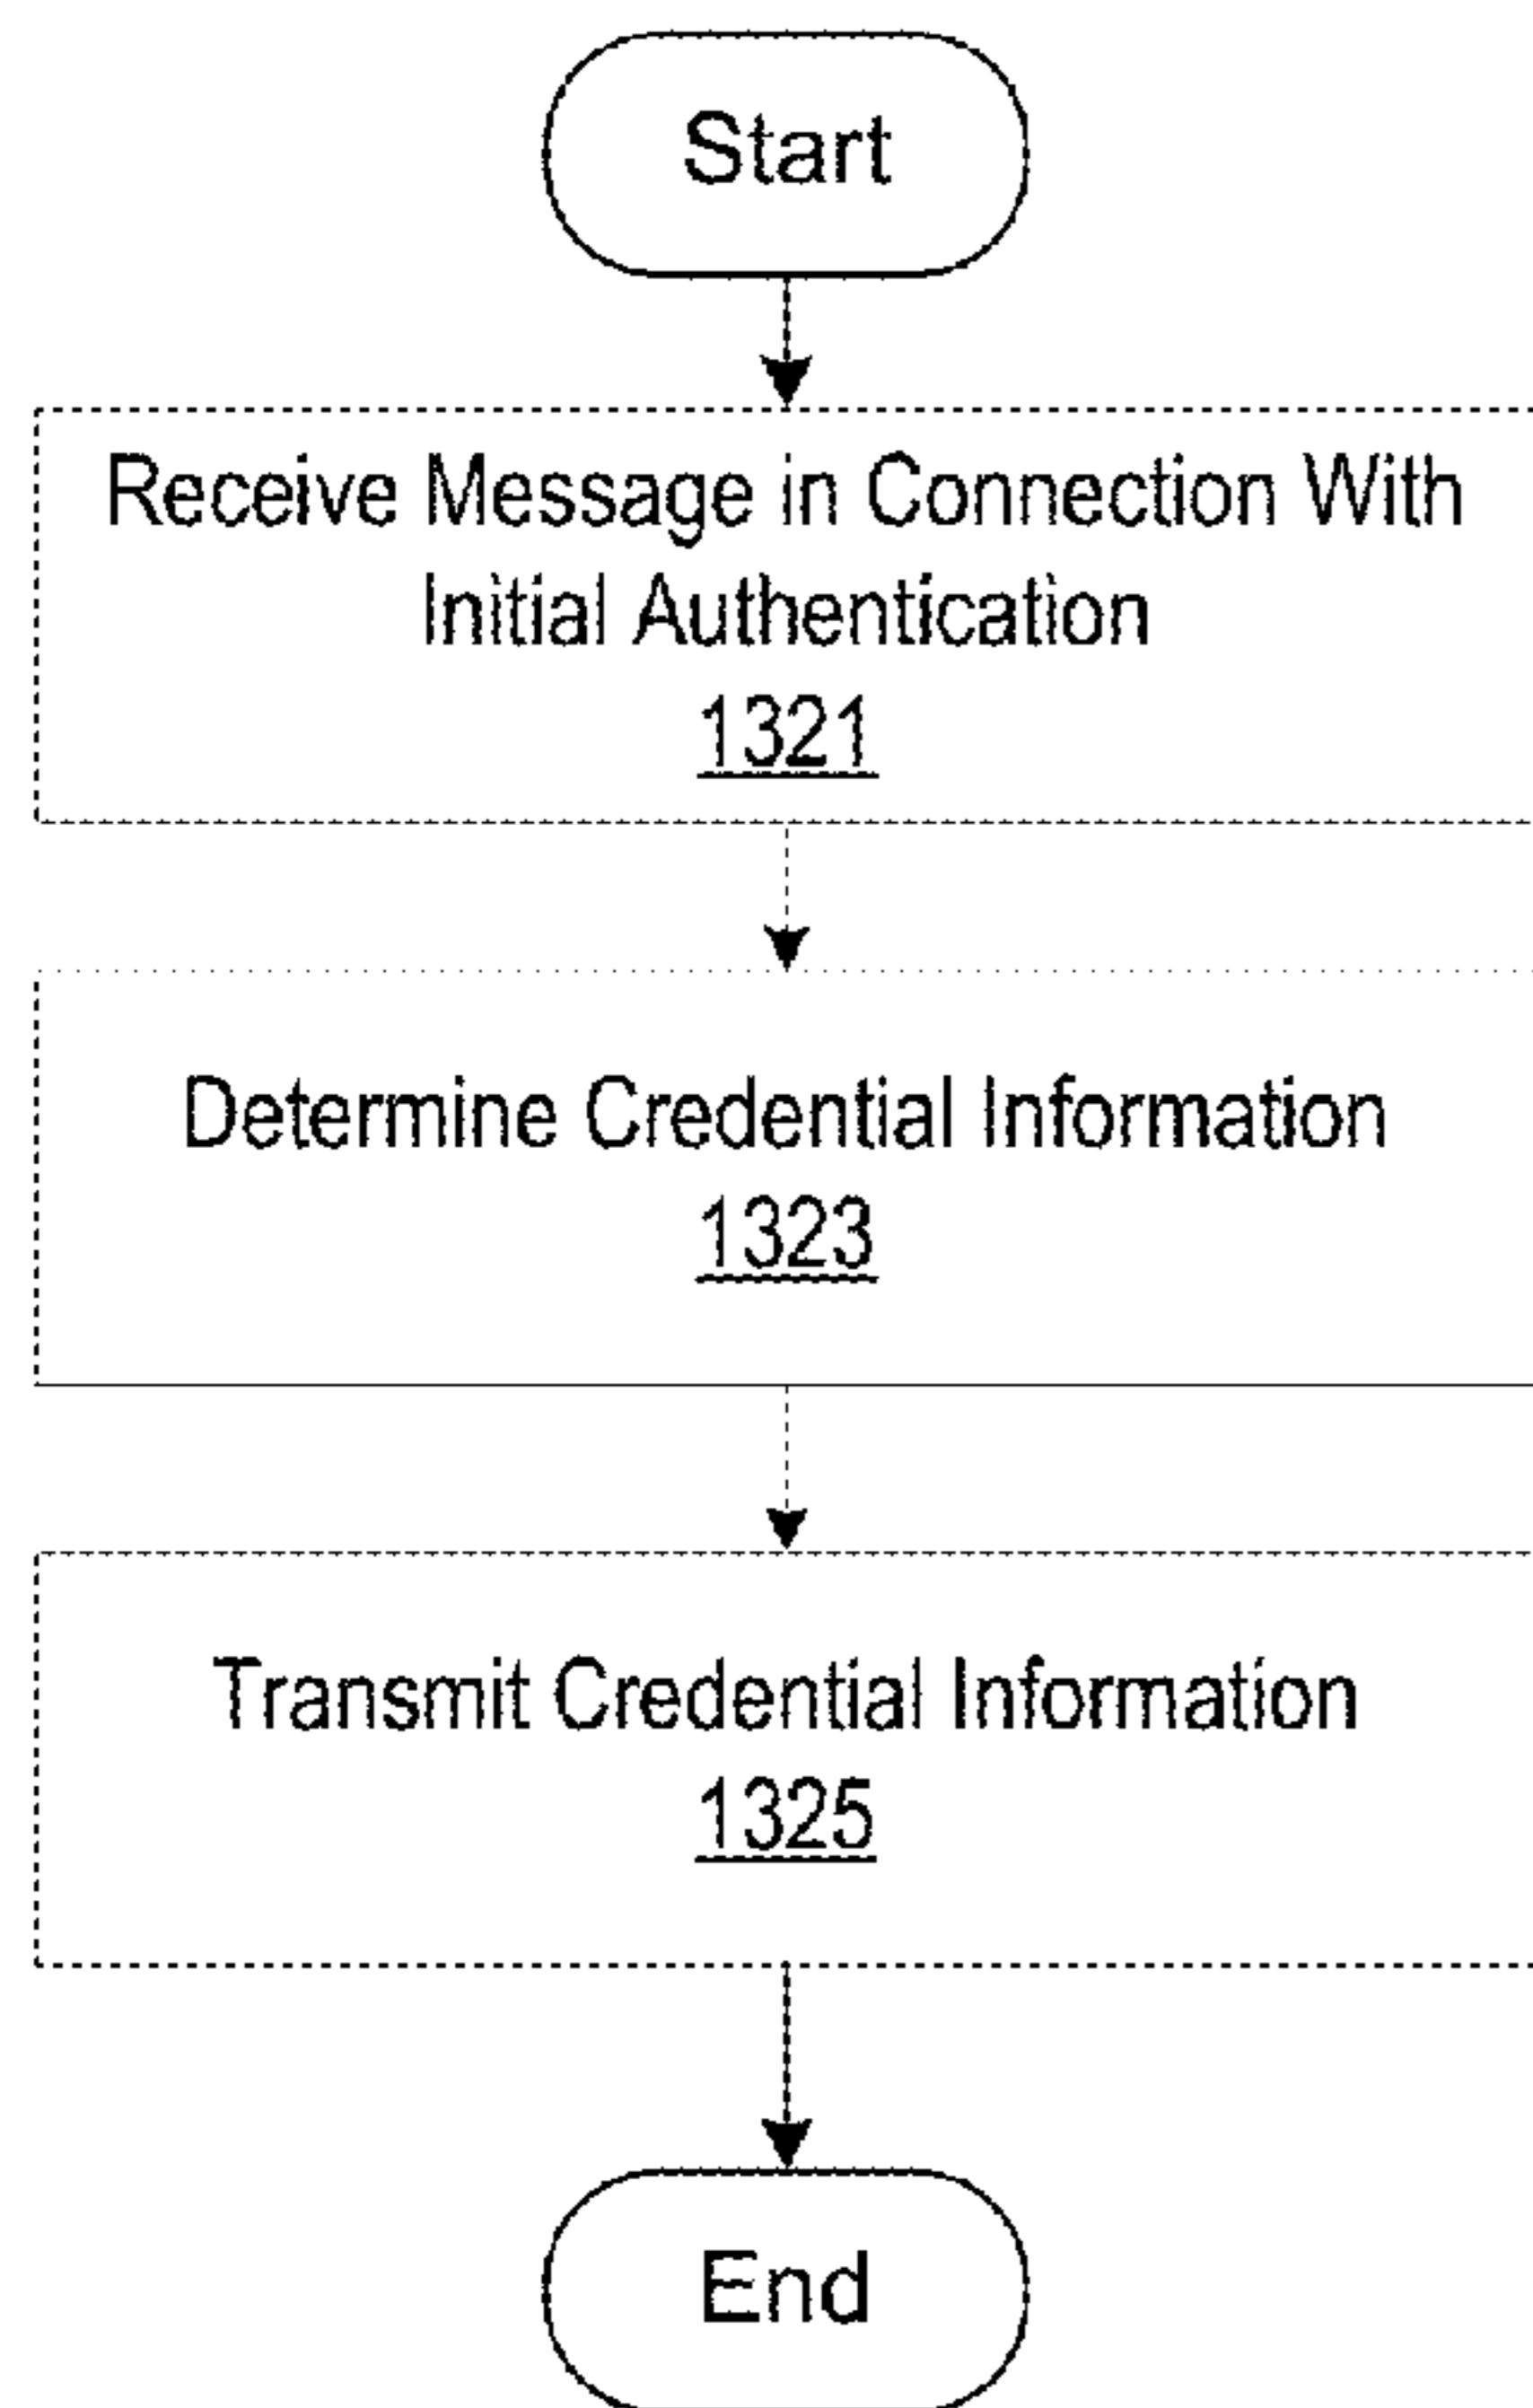 Start
Receive Message in Connection With
Initial Authentication
1321
Determine Credential Information
1323
Transmit Credential Information
1325
End